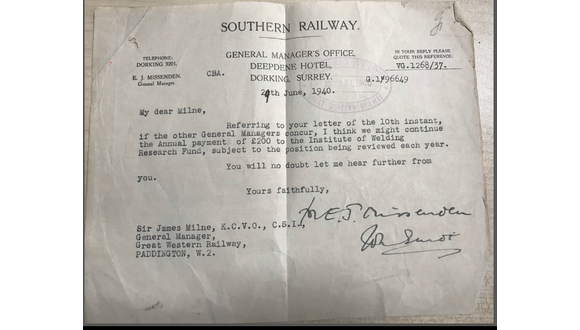 SOUTHERN RAILWAY.
TELEPHONE:
DORKING 3201.
E. J. MISSENDEN,
General Manager.
CBA.
GENERAL MANAGER'S OFFICE,
DEEPDENE HOTEL,
DORKING, SURREY.
IN YOUR REPLY PLEASE
QUOTE THIS REFERENCE
VG.1268/37.
G.1/96649
June, 1940.
My dear Milne,
Referring to your letter of the 10th instant,
if the other General Managers concur, I think we might continue
the Annual payment of £200 to the Institute of Welding
Research Fund, subject to the position being reviewed each year.
You will no doubt let me hear further from
you.
Yours faithfully,
for E. J. Missenden
Sir James Milne, K.C.V.O., C.S.I.,
General Manager,
Great Western Railway,
PADDINGTON, W.2.